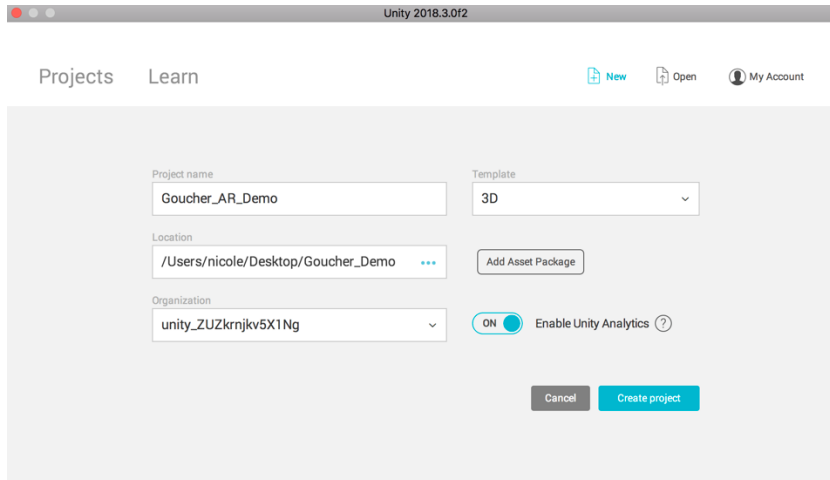 Unity 2018.3.0f2
Projects Learn New Open My Account
Project name Template
Goucher_AR_Demo 3D
Location
/Users/nicole/Desktop/Goucher_Demo ••• Add Asset Package
Organization
unity_ZUZkrnjkv5X1Ng ON Enable Unity Analytics ?
Cancel Create project